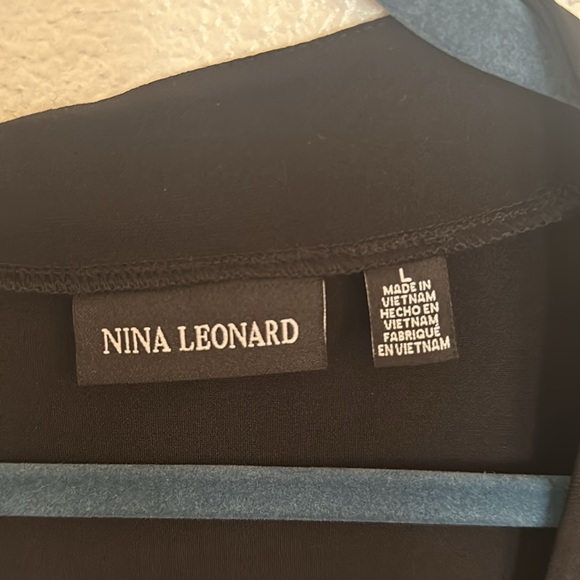 NINA LEONARD
L
MADE IN
VIETNAM
HECHO EN
VIETNAM
FABRIQUÉ
EN VIETNAM